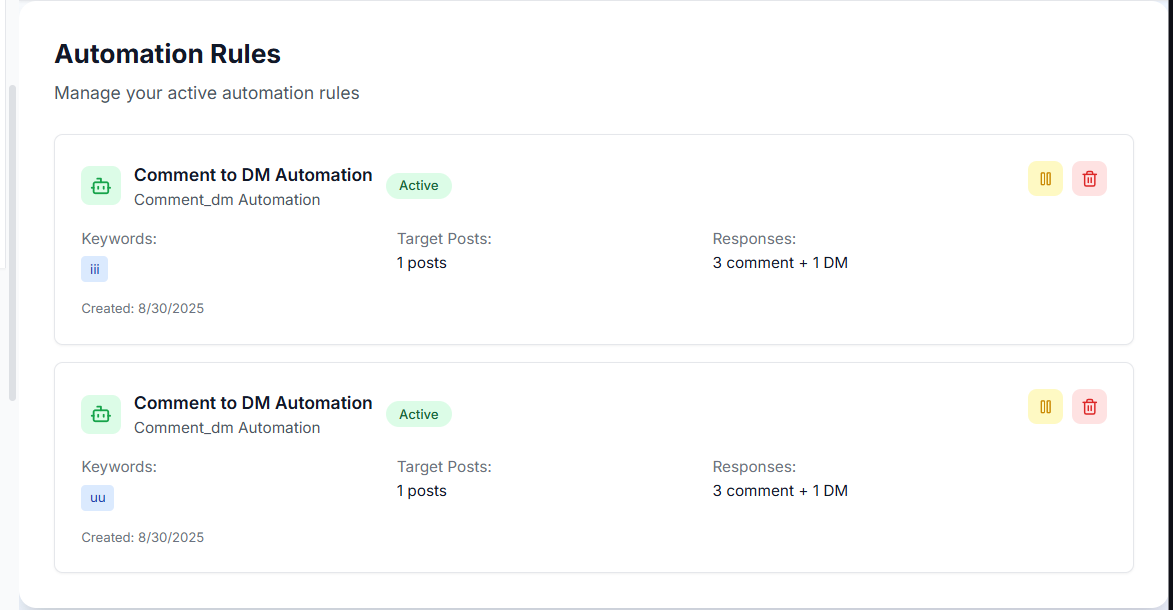 Automation Rules
Manage your active automation rules
Comment to DM Automation
Comment_dm Automation
Active
Keywords:
iii
Target Posts:
1 posts
Responses:
3 comment + 1 DM
Created: 8/30/2025
Comment to DM Automation
Comment_dm Automation
Active
Keywords:
uu
Target Posts:
1 posts
Responses:
3 comment + 1 DM
Created: 8/30/2025